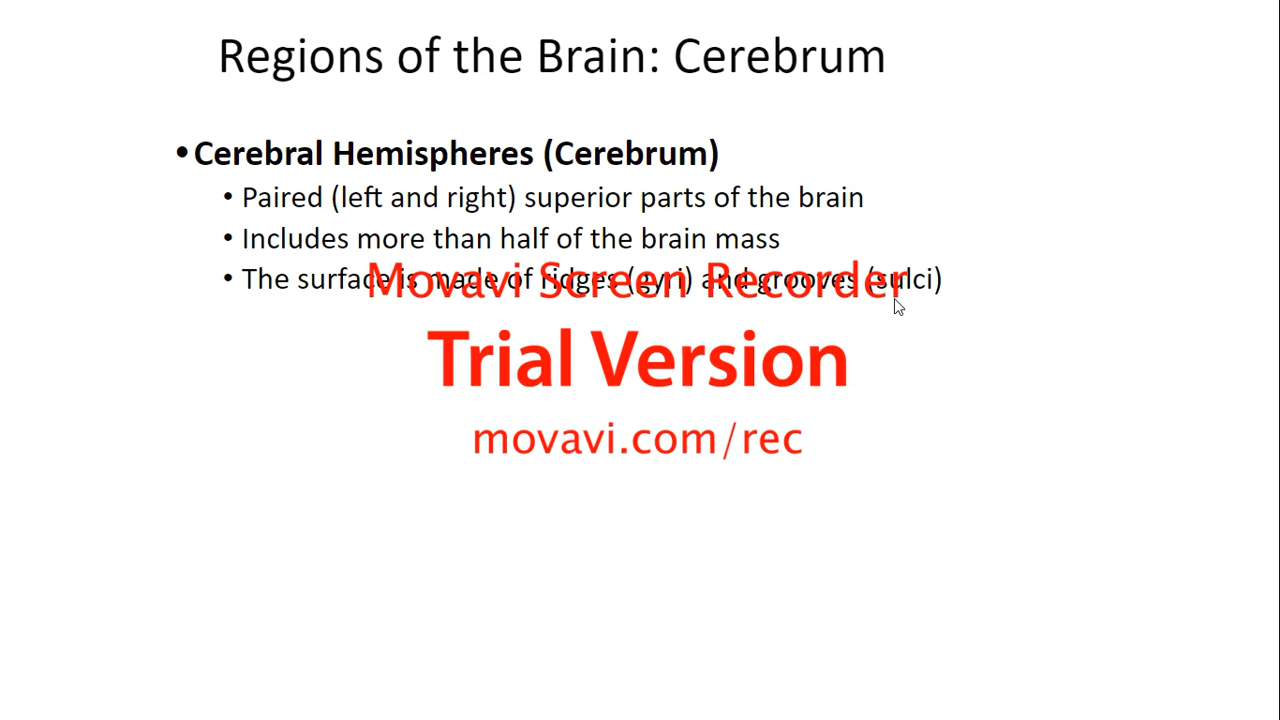 Regions of the Brain: Cerebrum
•Cerebral Hemispheres (Cerebrum)
• Paired (left and right) superior parts of the brain
• Includes more than half of the brain mass
• The surface is made of ridges (gyri) and grooves (sulci)
Movavi Screen Recorder
Trial Version
movavi.com/rec